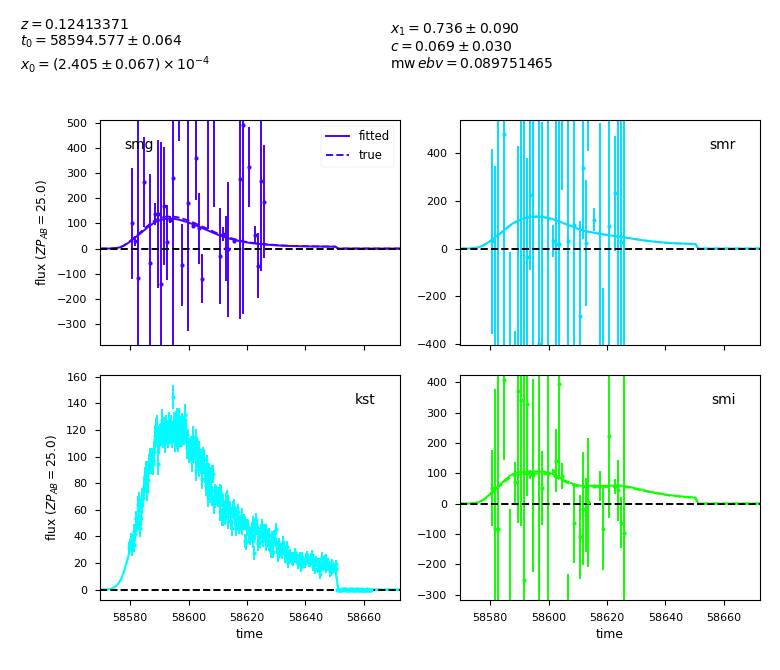 z = 0.12413371
t₀ = 58594.577 ± 0.064
x₀ = (2.405 ± 0.067) × 10⁻⁴
x₁ = 0.736 ± 0.090
c = 0.069 ± 0.030
mw ebv = 0.089751465
500
400
300
200
100
0
−100
−200
−300
flux (ZP_AB = 25.0)
smg
fitted
true
400
200
0
−200
−400
smr
160
140
120
100
80
60
40
20
0
flux (ZP_AB = 25.0)
kst
58580
58600
58620
58640
58660
time
400
300
200
100
0
−100
−200
−300
smi
58580
58600
58620
58640
58660
time